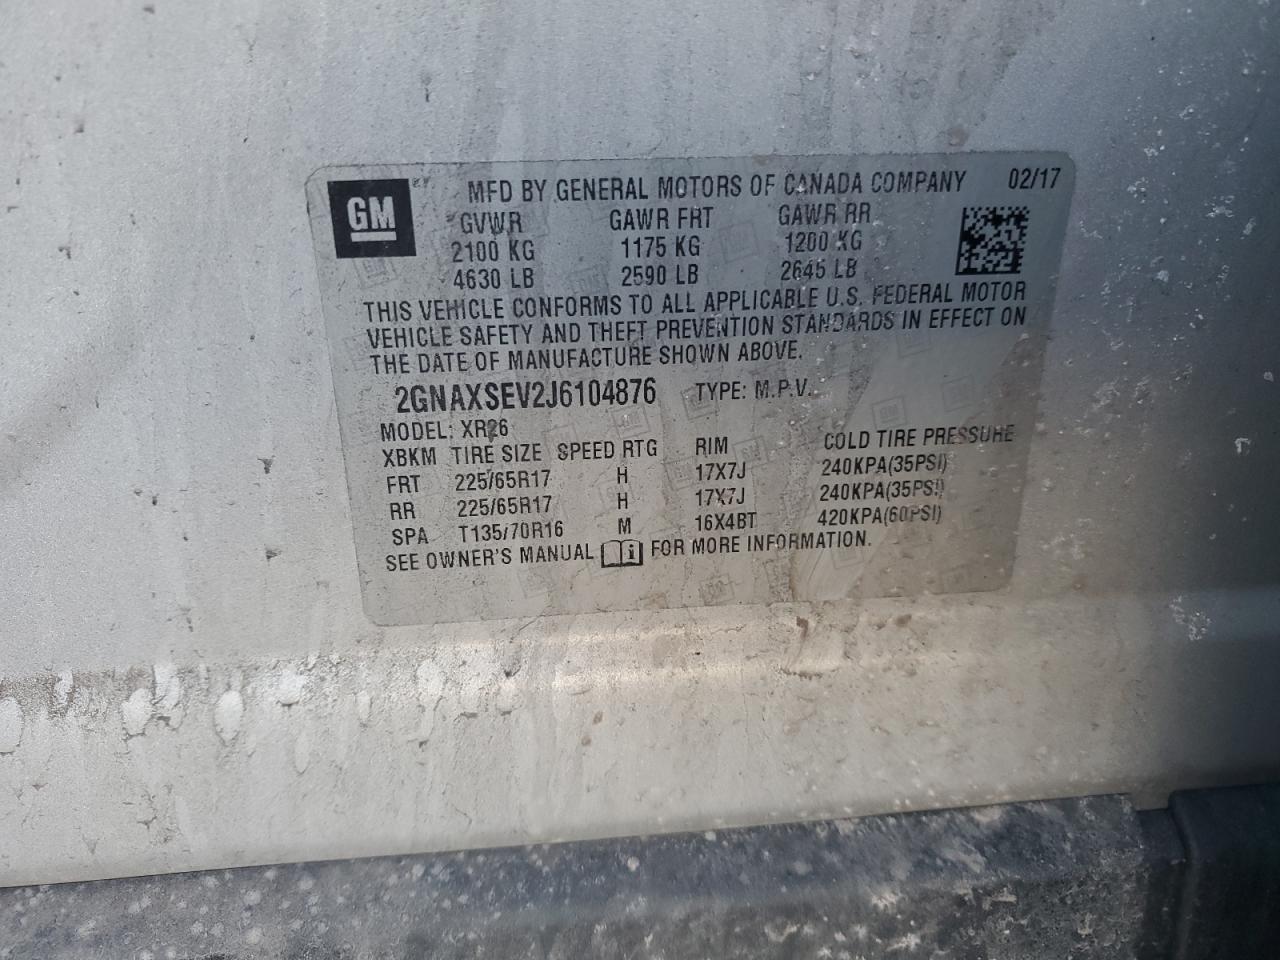 GM
MFD BY GENERAL MOTORS OF CANADA COMPANY 02/17
GVWR GAWR FRT GAWR RR
2100 KG 1175 KG 1200 KG
4630 LB 2590 LB 2645 LB
THIS VEHICLE CONFORMS TO ALL APPLICABLE U.S. FEDERAL MOTOR
VEHICLE SAFETY AND THEFT PREVENTION STANDARDS IN EFFECT ON
THE DATE OF MANUFACTURE SHOWN ABOVE.
2GNAXSEV2J6104876 TYPE: M.P.V.
MODEL: XR26
XBKM TIRE SIZE SPEED RTG RIM COLD TIRE PRESSURE
FRT 225/65R17 H 17X7J 240KPA(35PSI)
RR 225/65R17 H 17X7J 240KPA(35PSI)
SPA T135/70R16 M 16X4BT 420KPA(60PSI)
SEE OWNER'S MANUAL FOR MORE INFORMATION.